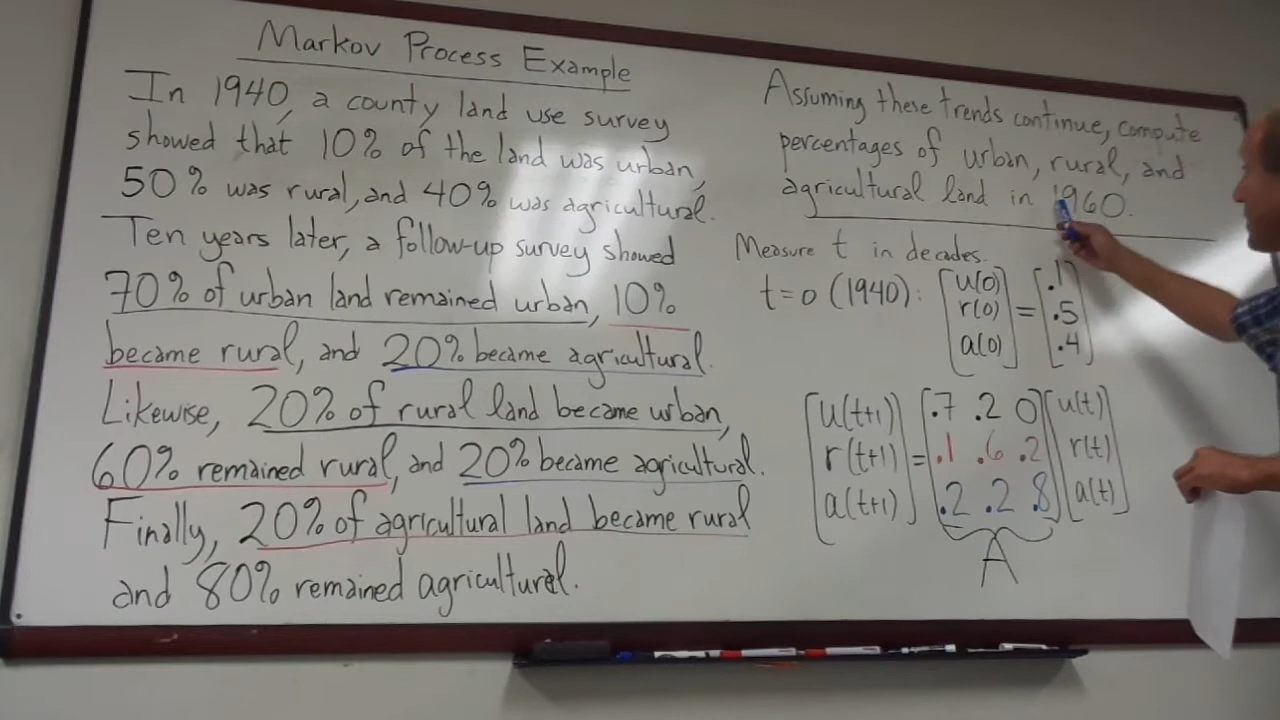 Markov Process Example
In 1940, a county land use survey
showed that 10% of the land was urban,
50% was rural, and 40% was agricultural.
Ten years later, a follow-up survey showed
70% of urban land remained urban, 10%
became rural, and 20% became agricultural.
Likewise, 20% of rural land became urban,
60% remained rural, and 20% became agricultural.
Finally, 20% of agricultural land became rural
and 80% remained agricultural.
Assuming these trends continue, compute
percentages of urban, rural, and
agricultural land in 1960.
Measure t in decades.
t=0 (1940): [u(0) r(0) a(0)] = [.1 .5 .4]
u(t+1) .7 .2 0 u(t)
r(t+1) = .1 .6 .2 r(t)
a(t+1) .2 .2 .8 a(t)
A